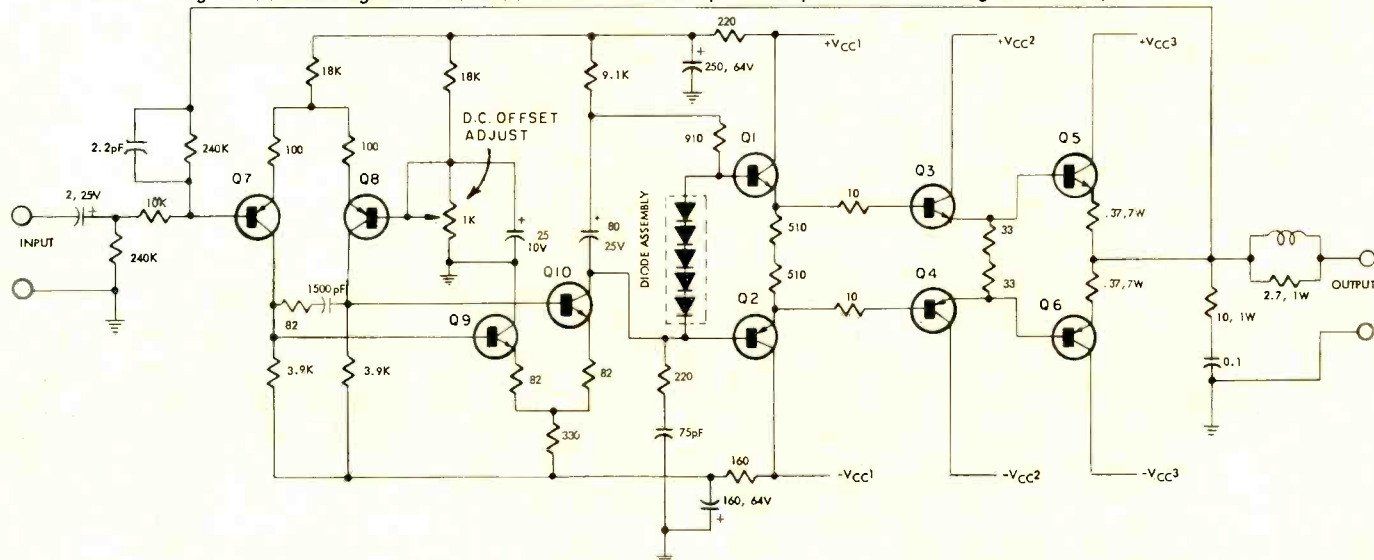 220
+VCC1
+VCC2
+VCC3
18K
18K
9.1K
250, 64V
D.C. OFFSET
ADJUST
910
Q1
Q3
Q5
2.2pF
240K
100
100
Q7
Q8
2, 25V
10K
10
.37,7W
1K
25
10V
80
25V
DIODE ASSEMBLY
510
33
INPUT
240K
510
33
2.7, 1W
OUTPUT
1500pF
Q10
Q2
10
Q4
.37,7W
Q6
10, 1W
82
Q9
3.9K
3.9K
82
82
220
0.1
330
75pF
160
-VCC1
-VCC2
-VCC3
160, 64V